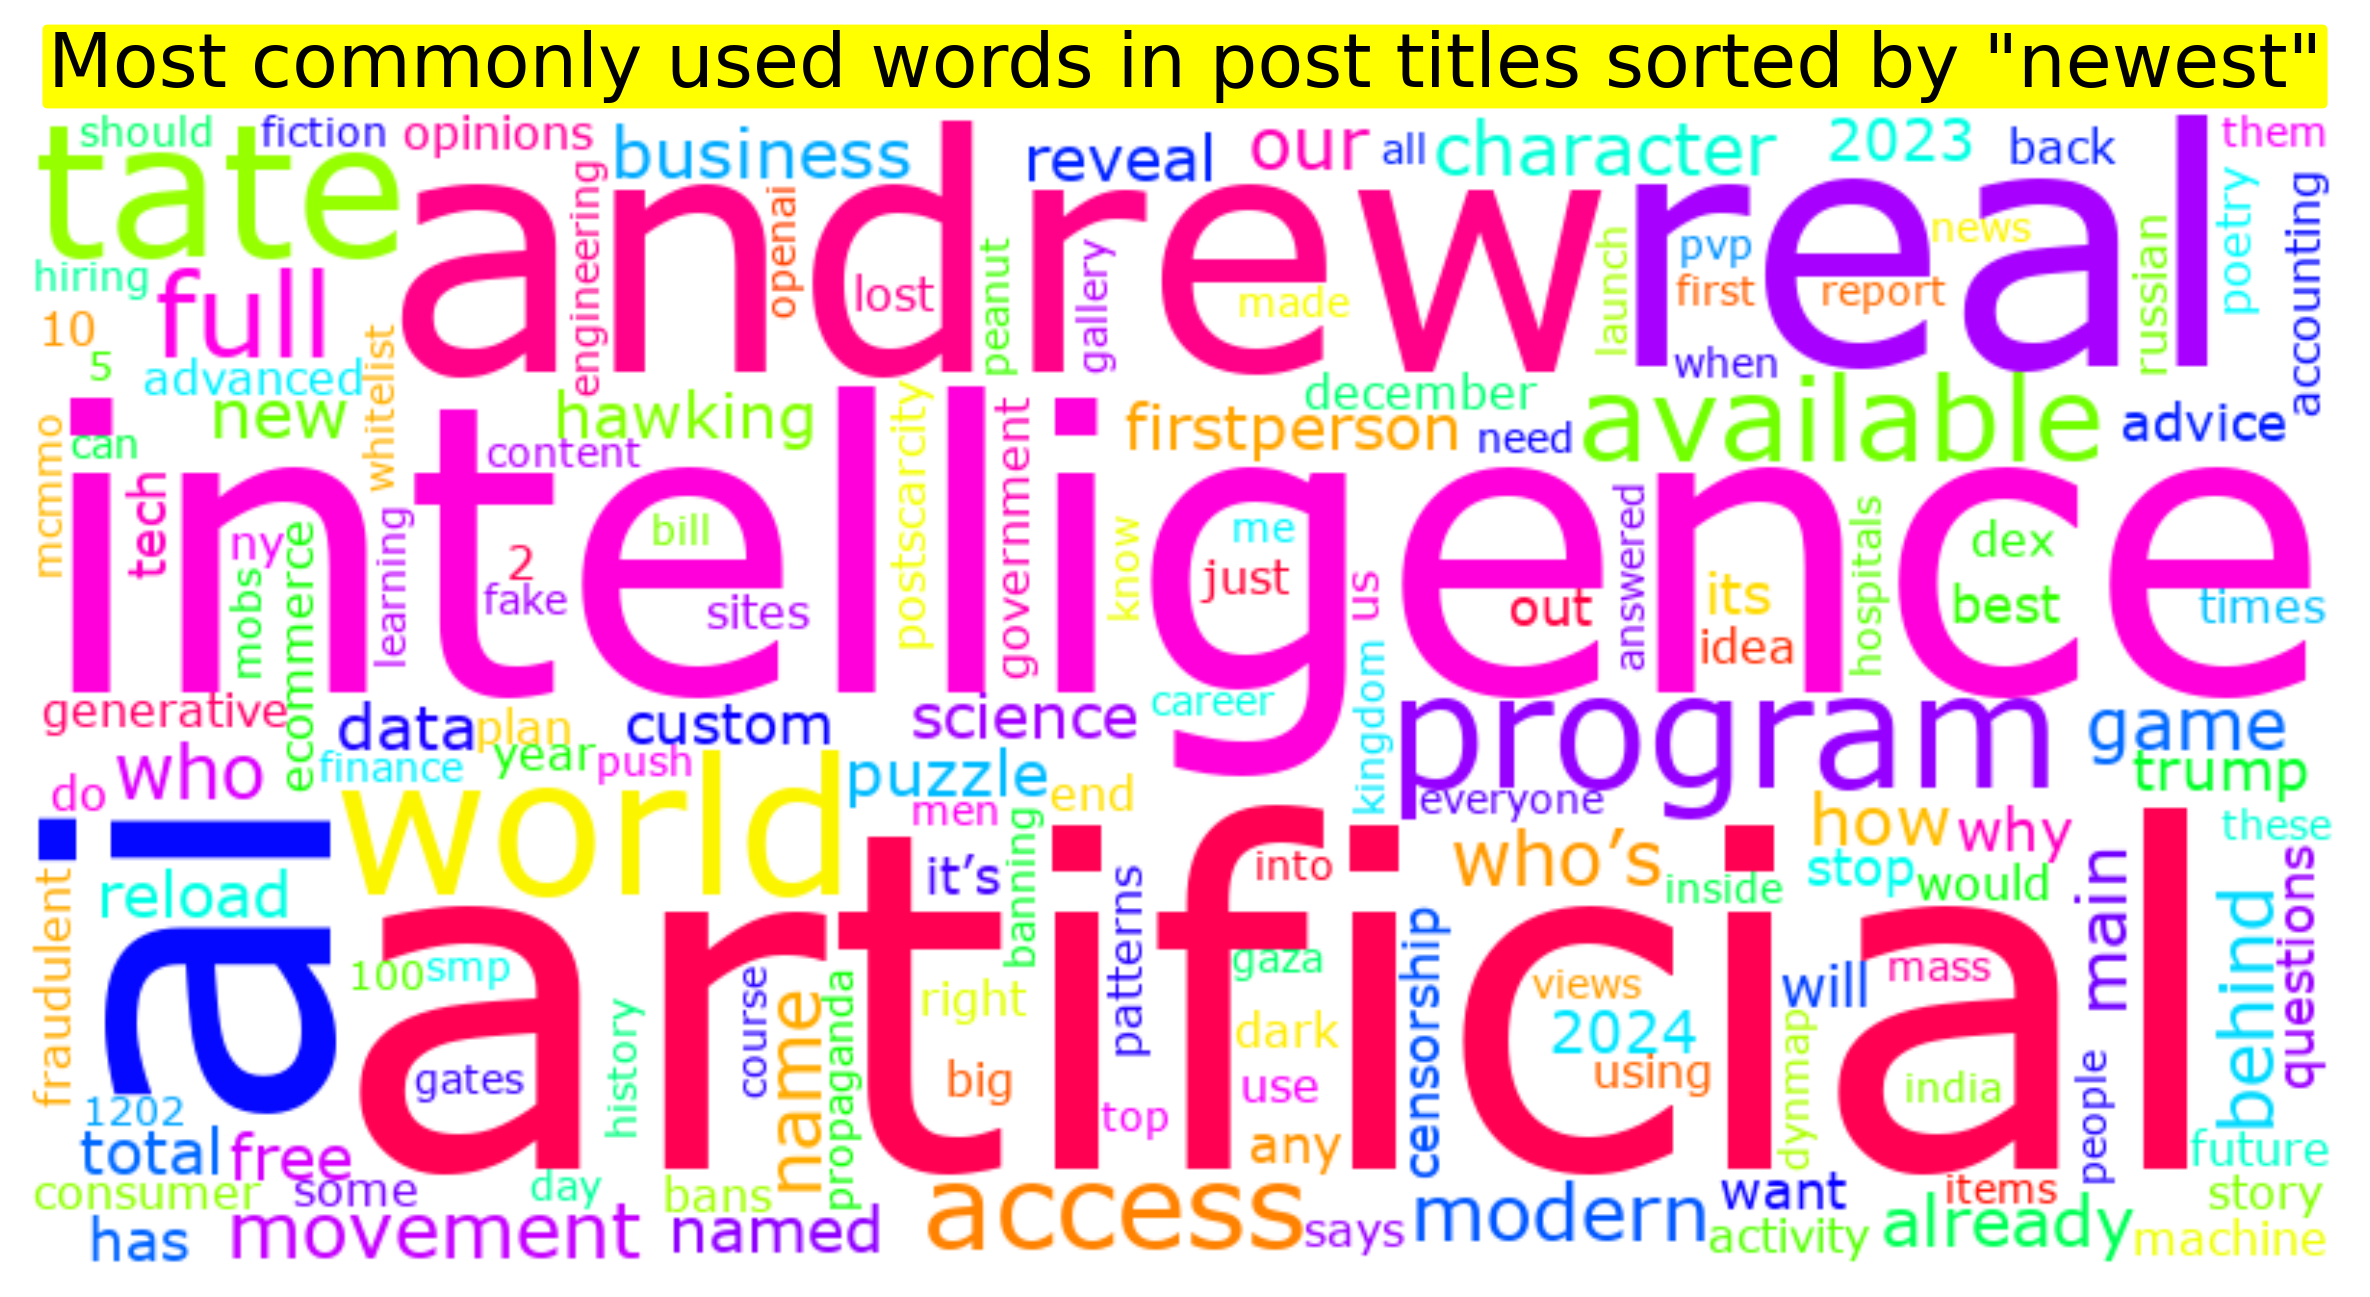 Most commonly used words in post titles sorted by "newest"
should
fiction
opinions
business
reveal
our
all
character
2023
back
them
tate
andrew
real
engineering
openai
lost
peanut
gallery
made
launch
pvp
news
first
report
when
russian
poetry
accounting
hiring
full
10
5
advanced
whitelist
new
hawking
content
postscarcity
government
december
firstperson
need
available
advice
mcmmo
can
tech
intelligence
ny
mobs
ecommerce
learning
2
fake
bill
sites
know
me
just
us
out
answered
its
idea
hospitals
dex
best
times
generative
data
plan
custom
science
career
kingdom
program
game
trump
do
who
finance
year
push
puzzle
men
end
everyone
how
why
these
ai
world
reload
it’s
banning
into
who’s
inside
stop
would
main
questions
behind
fraudulent
artificial
100
smp
history
course
name
propaganda
right
patterns
gaza
dark
censorship
views
2024
using
will
mass
dynmap
india
people
gates
big
top
use
any
1202
total
free
future
consumer
some
day
bans
access
modern
want
items
story
has
movement
named
says
activity
already
machine